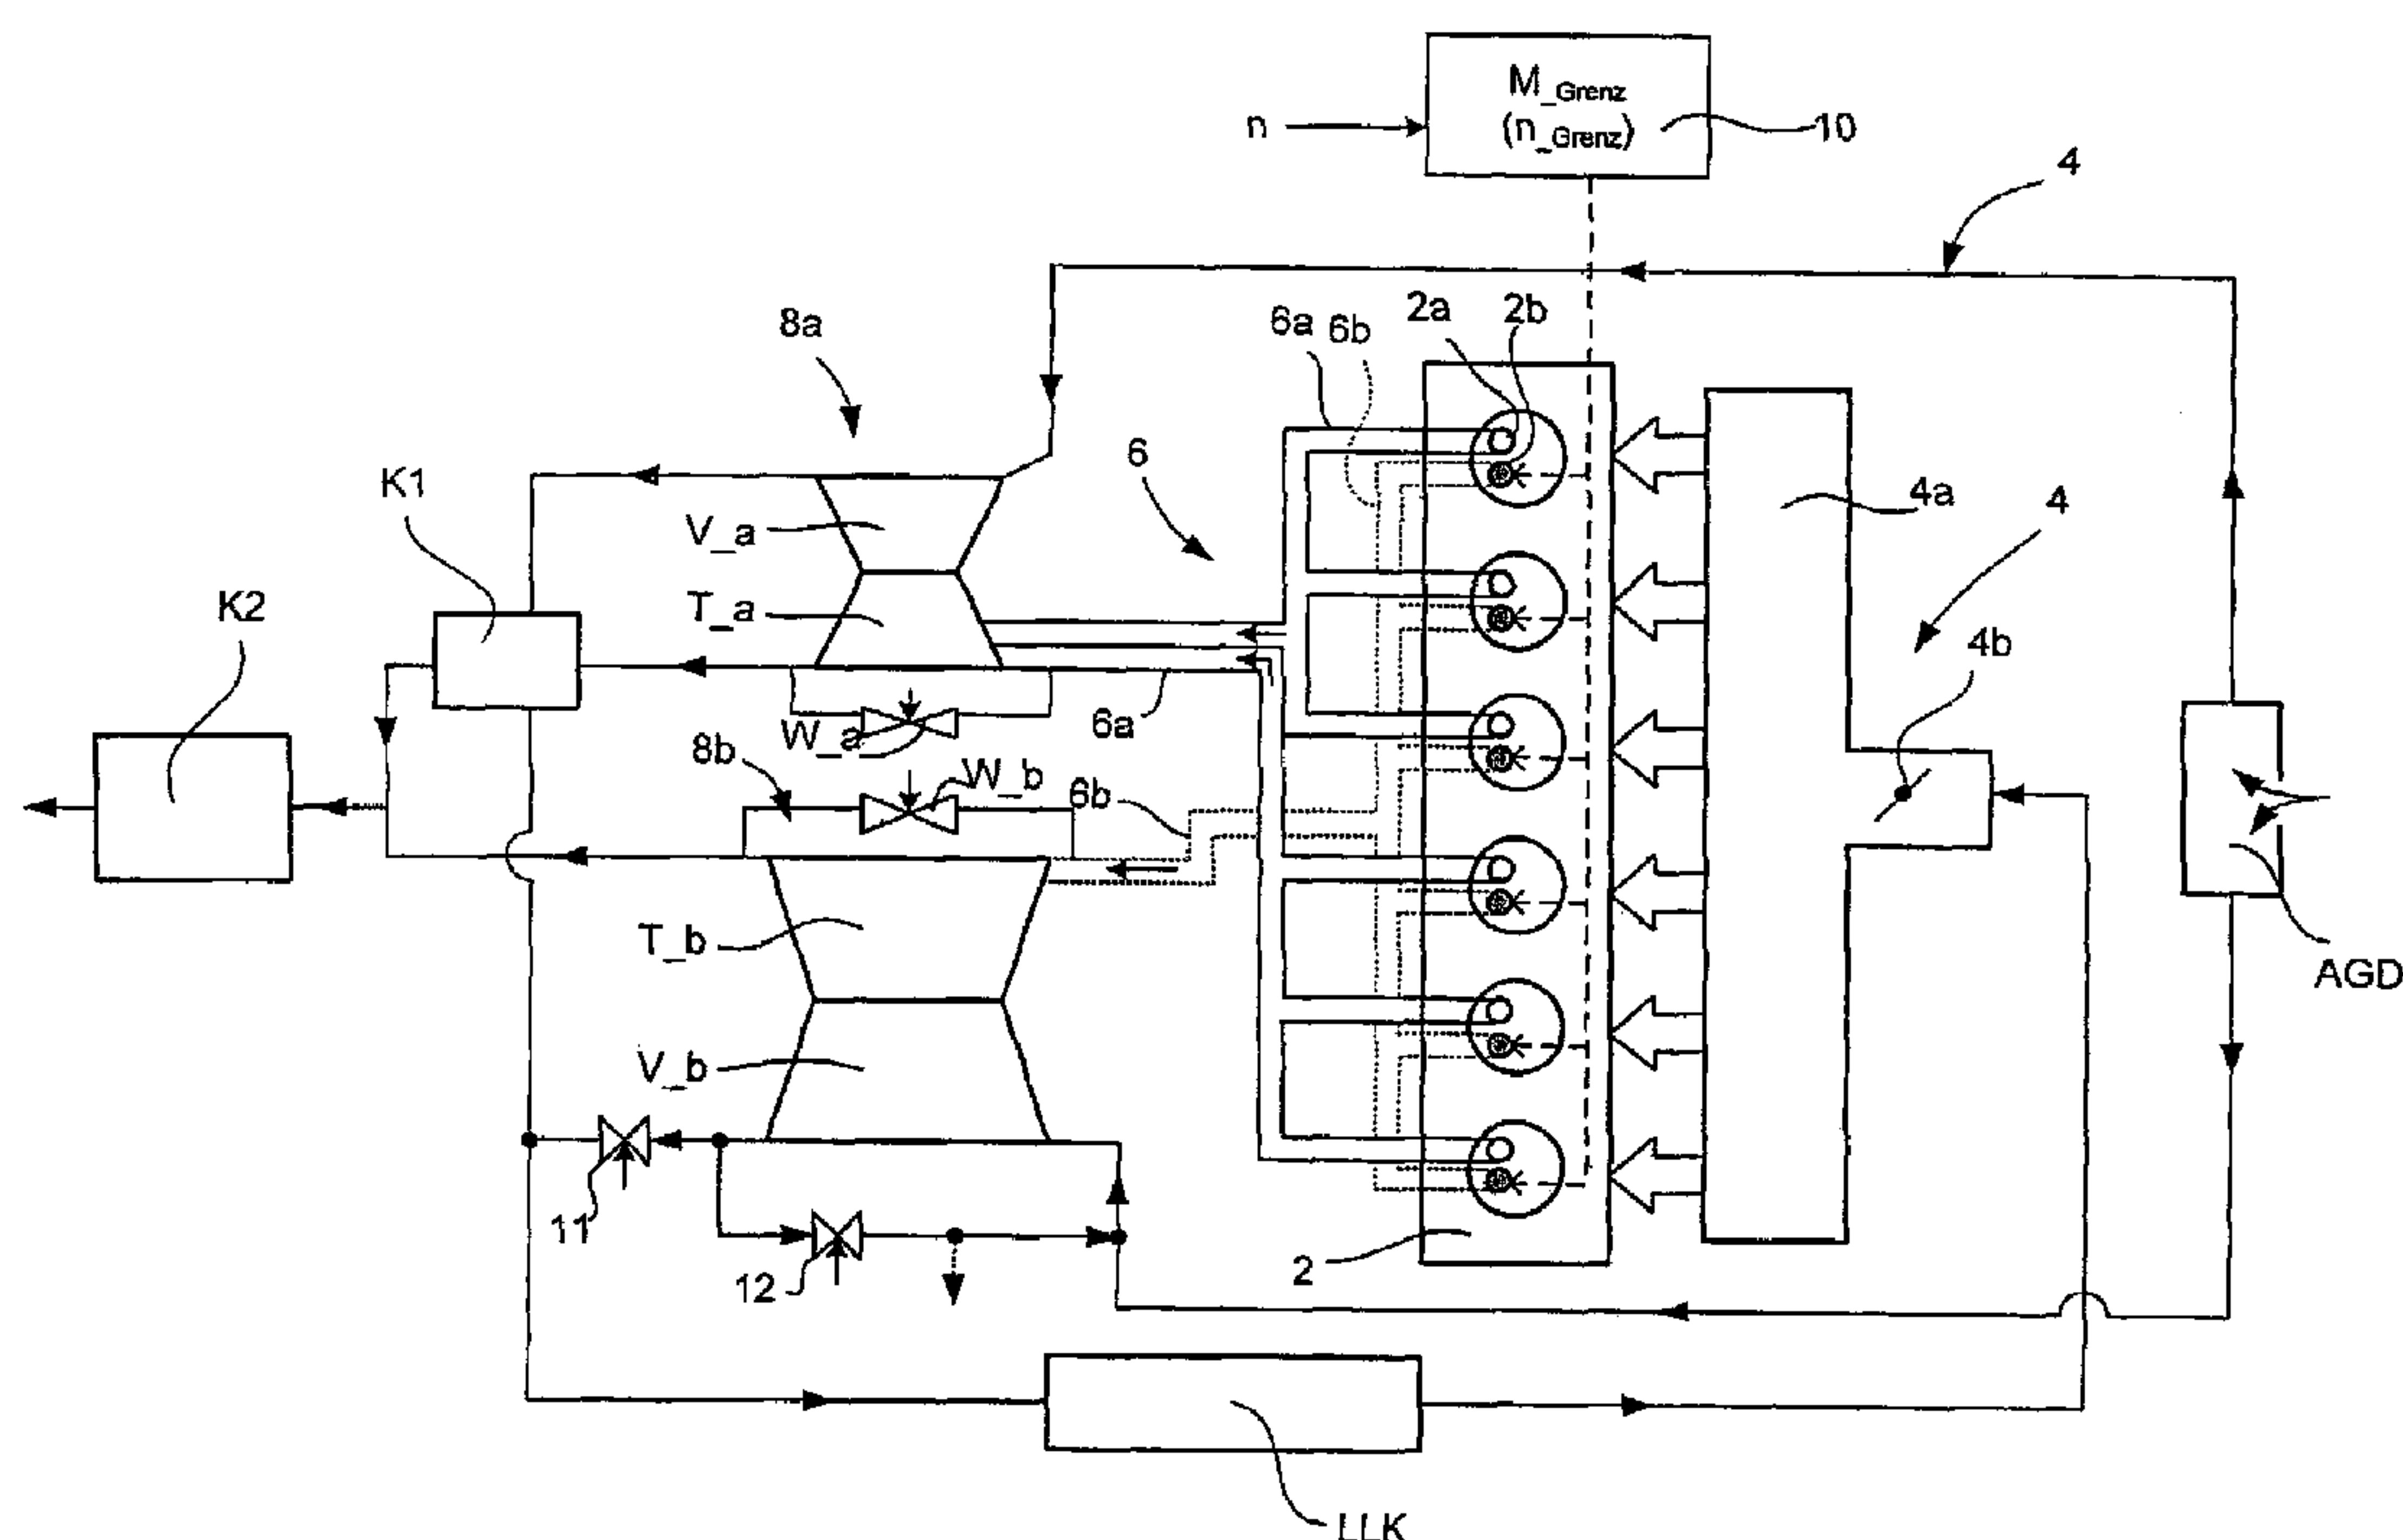 M_Grenz
n
(n_Grenz)
10
4
8a
6a
6b
2a
2b
6
K1
4a
4
V_a
K2
T_a
4b
W_a
6a
8b
W_b
6b
T_b
AGD
V_b
11
12
2
LLK